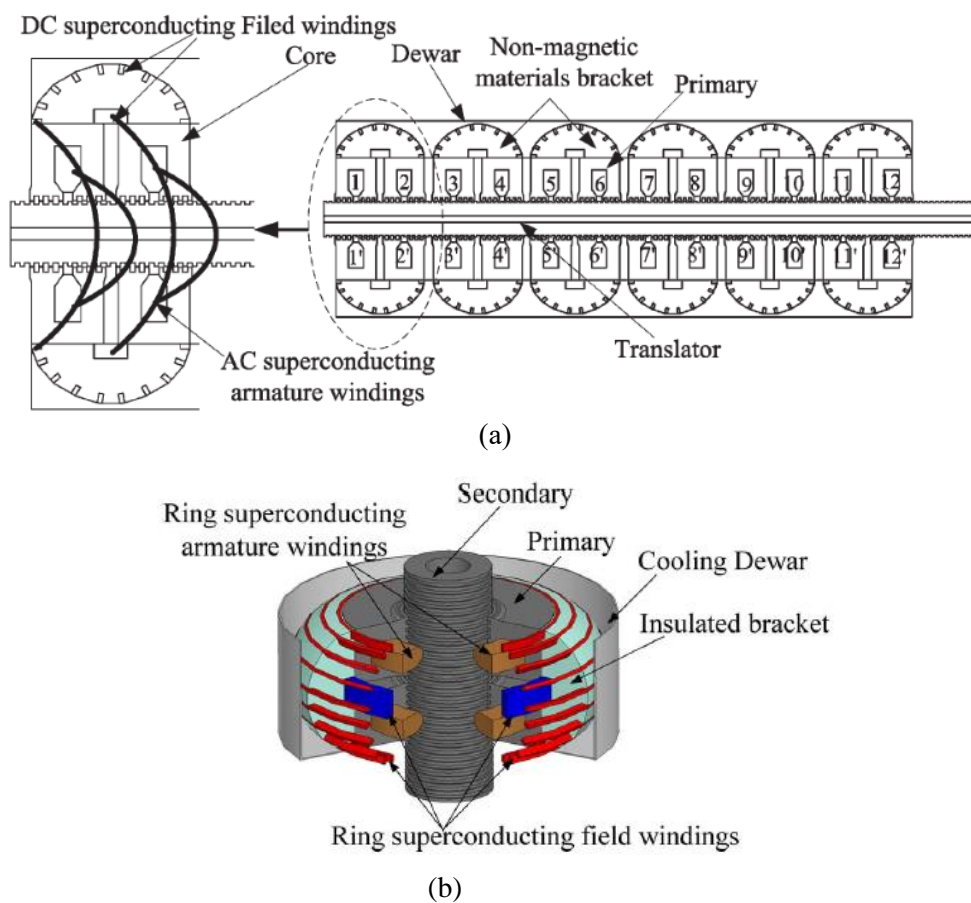 DC superconducting Filed windings
Core
Dewar
Non-magnetic
materials bracket
Primary
1 2 3 4 5 6 7 8 9 10 11 12
1' 2' 3' 4' 5' 6' 7' 8' 9' 10' 11' 12'
Translator
AC superconducting
armature windings
(a)
Secondary
Ring superconducting
armature windings
Primary
Cooling Dewar
Insulated bracket
Ring superconducting field windings
(b)